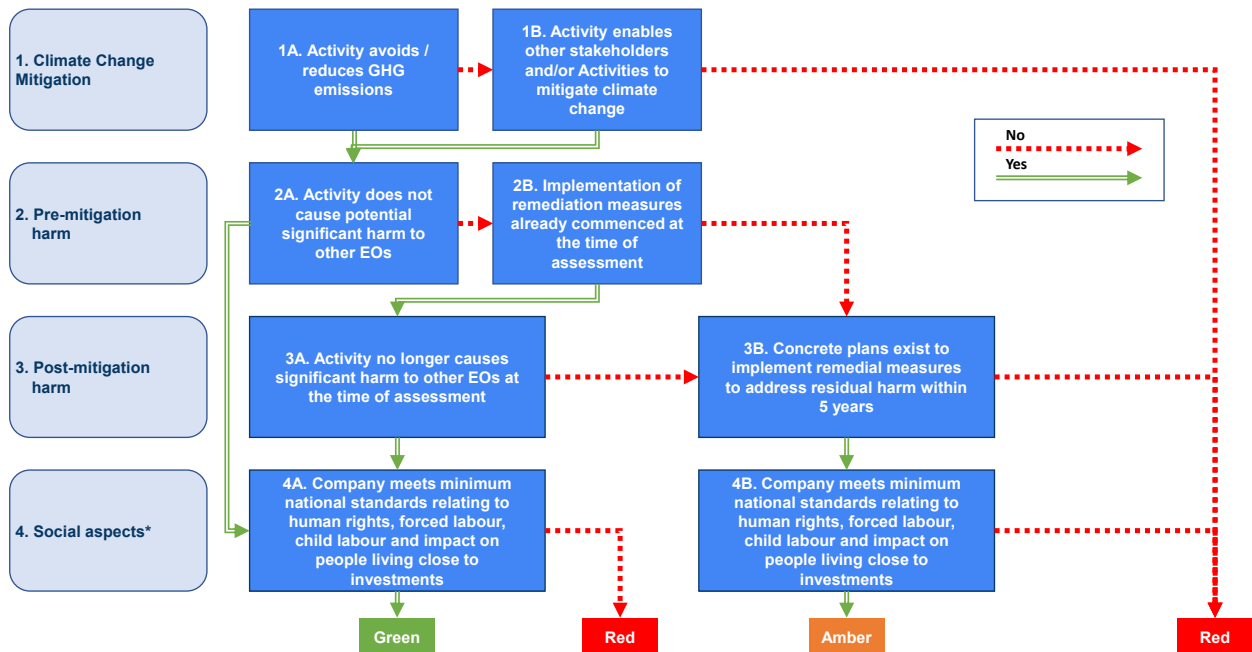 1. Climate Change
Mitigation
1A. Activity avoids /
reduces GHG
emissions
1B. Activity enables
other stakeholders
and/or Activities to
mitigate climate
change
No
Yes
2. Pre-mitigation
harm
2A. Activity does not
cause potential
significant harm to
other EOs
2B. Implementation of
remediation measures
already commenced at
the time of
assessment
3. Post-mitigation
harm
3A. Activity no longer causes
significant harm to other EOs at
the time of assessment
3B. Concrete plans exist to
implement remedial measures
to address residual harm within
5 years
4. Social aspects*
4A. Company meets minimum
national standards relating to
human rights, forced labour,
child labour and impact on
people living close to
investments
4B. Company meets minimum
national standards relating to
human rights, forced labour,
child labour and impact on
people living close to
investments
Green
Red
Amber
Red